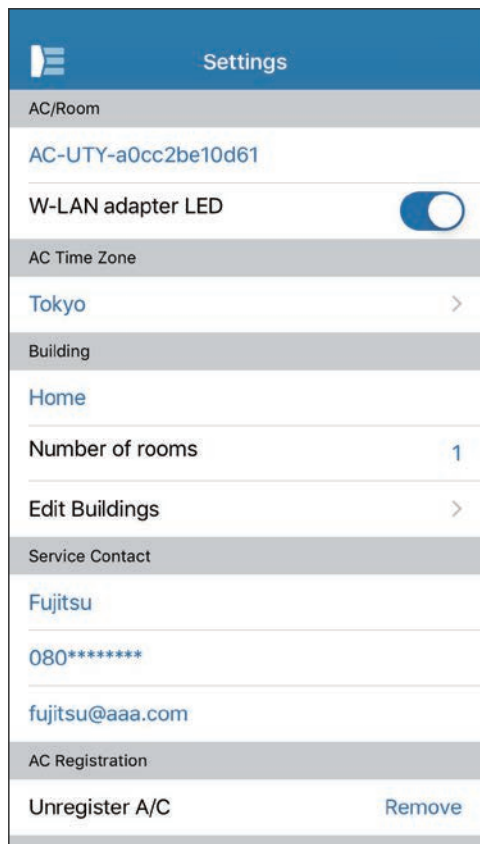 Settings
AC/Room
AC-UTY-a0cc2be10d61
W-LAN adapter LED
AC Time Zone
Tokyo
Building
Home
Number of rooms 1
Edit Buildings
Service Contact
Fujitsu
080********
fujitsu@aaa.com
AC Registration
Unregister A/C Remove